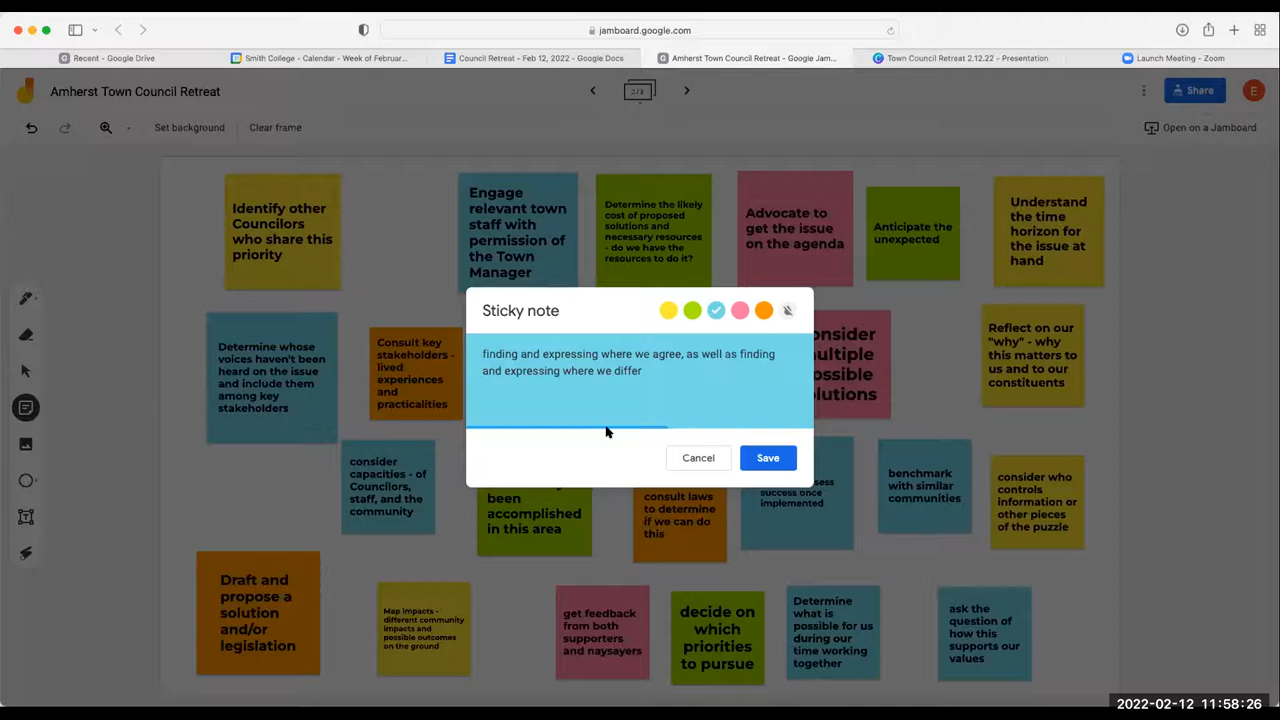 jamboard.google.com
Recent - Google Drive
Smith College - Calendar - Week of Februar...
Council Retreat - Feb 12, 2022 - Google Docs
Amherst Town Council Retreat - Google Jam...
Town Council Retreat 2.12.22 - Presentation
Launch Meeting - Zoom
Amherst Town Council Retreat
2 / 2
Share
E
Set background
Clear frame
Open on a Jamboard
Identify other
Councilors
who share this
priority
Engage
relevant town
staff with
permission of
the Town
Manager
Determine the likely
cost of proposed
solutions and
necessary resources
- do we have the
resources to do it?
Advocate to
get the issue
on the agenda
Anticipate the
unexpected
Understand
the time
horizon for
the issue at
hand
Sticky note
finding and expressing where we agree, as well as finding
and expressing where we differ
Cancel
Save
Determine whose
voices haven't been
heard on the issue
and include them
among key
stakeholders
Consult key
stakeholders -
lived
experiences
and
practicalities
onsider
ultiple
ossible
olutions
Reflect on our
"why" - why
this matters to
us and to our
constituents
consider
capacities - of
Councilors,
staff, and the
community
been
accomplished
in this area
consult laws
to determine
if we can do
this
sess
success once
implemented
benchmark
with similar
communities
consider who
controls
information or
other pieces
of the puzzle
Draft and
propose a
solution
and/or
legislation
Map impacts -
different community
impacts and
possible outcomes
on the ground
get feedback
from both
supporters
and naysayers
decide on
which
priorities
to pursue
Determine
what is
possible for us
during our
time working
together
ask the
question of
how this
supports our
values
2022-02-12 11:58:26